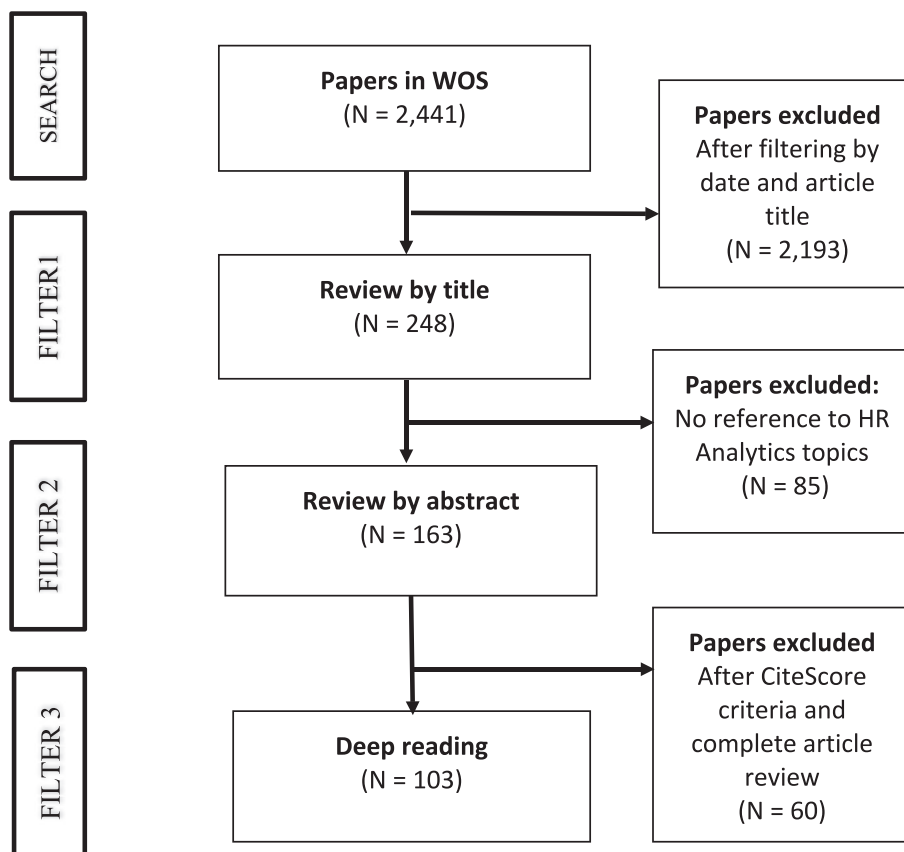 SEARCH
Papers in WOS
(N = 2,441)
Papers excluded
After filtering by
date and article
title
(N = 2,193)
FILTER1
Review by title
(N = 248)
Papers excluded:
No reference to HR
Analytics topics
(N = 85)
FILTER 2
Review by abstract
(N = 163)
Papers excluded
After CiteScore
criteria and
complete article
review
(N = 60)
FILTER 3
Deep reading
(N = 103)